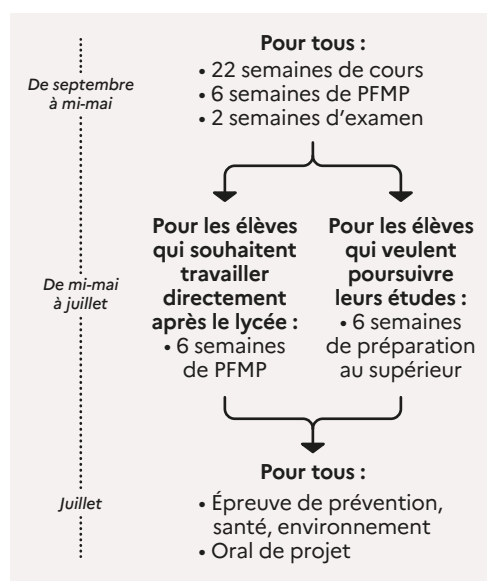 Pour tous :
• 22 semaines de cours
• 6 semaines de PFMP
• 2 semaines d'examen
De septembre
à mi-mai
Pour les élèves
qui souhaitent
travailler
directement
après le lycée :
• 6 semaines
de PFMP
Pour les élèves
qui veulent
poursuivre
leurs études :
• 6 semaines
de préparation
au supérieur
De mi-mai
à juillet
Pour tous :
• Épreuve de prévention,
santé, environnement
• Oral de projet
Juillet